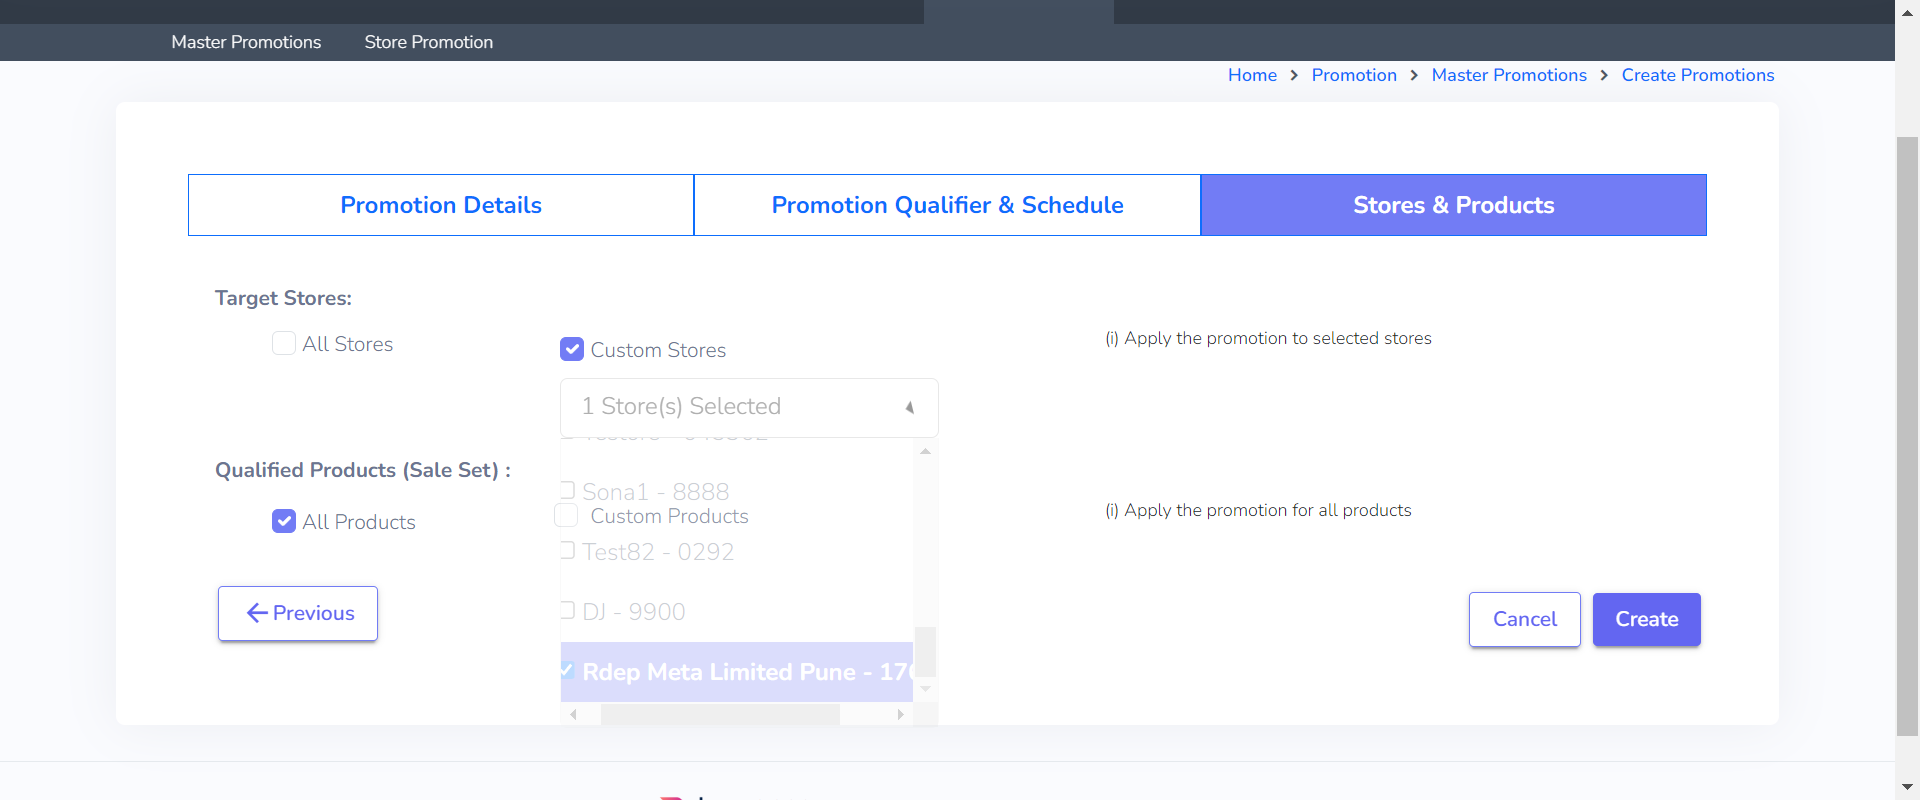 Master Promotions Store Promotion
Home > Promotion > Master Promotions > Create Promotions
Promotion Details Promotion Qualifier & Schedule Stores & Products
Target Stores:
All Stores Custom Stores (i) Apply the promotion to selected stores
1 Store(s) Selected
Qualified Products (Sale Set) :
Sona1 - 8888
All Products Custom Products (i) Apply the promotion for all products
Test82 - 0292
DJ - 9900
Previous Cancel Create
Rdep Meta Limited Pune -